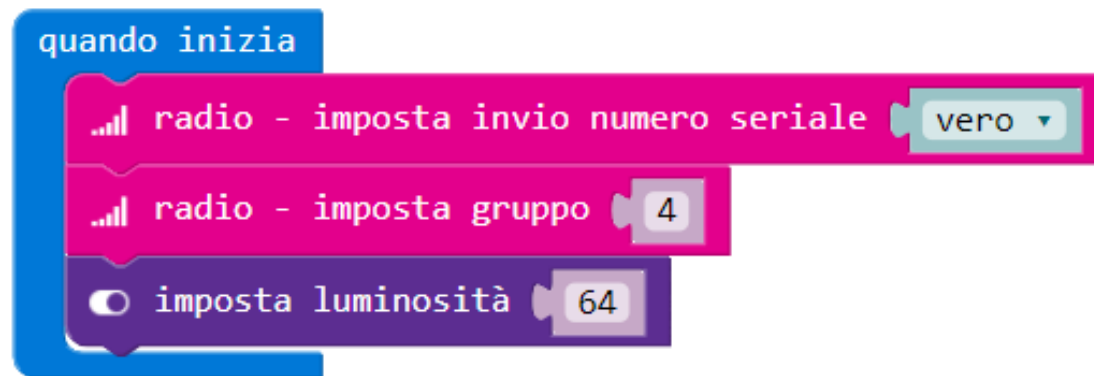 quando inizia
radio - imposta invio numero seriale vero
radio - imposta gruppo 4
imposta luminosità 64